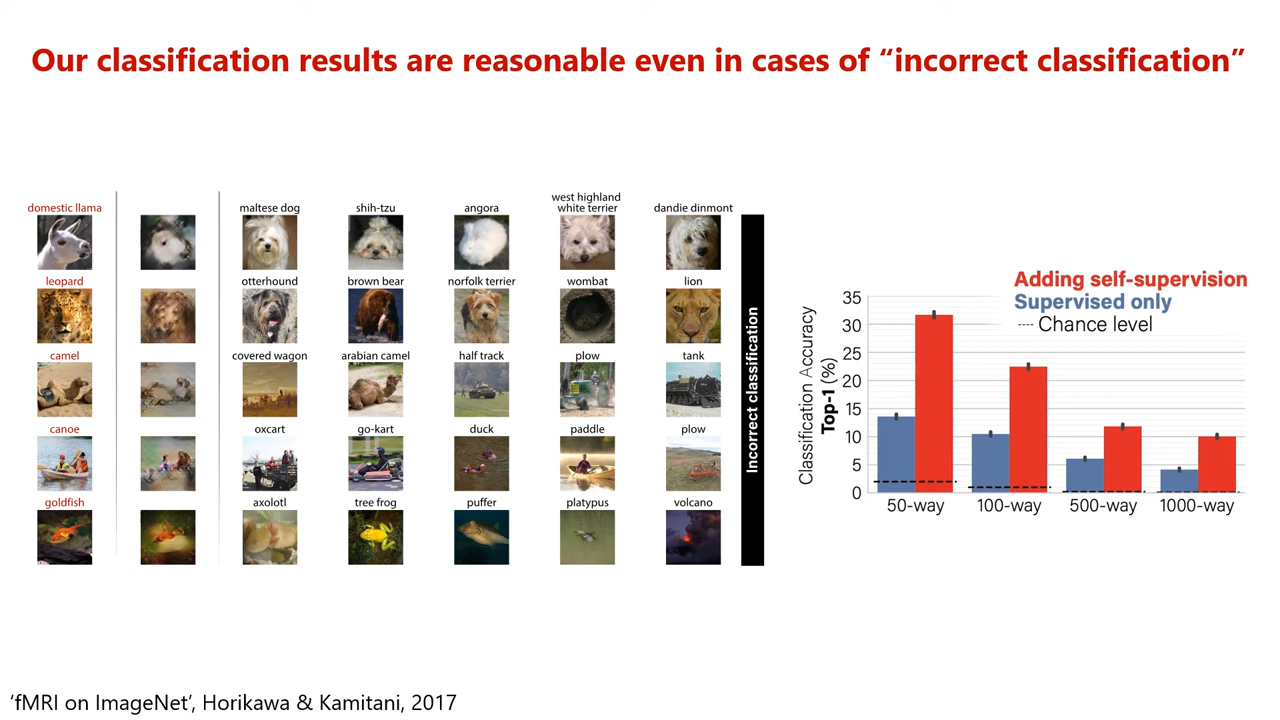 Our classification results are reasonable even in cases of “incorrect classification”
domestic llama
maltese dog
shih-tzu
angora
west highland
white terrier
dandie dinmont
leopard
otterhound
brown bear
norfolk terrier
wombat
lion
camel
covered wagon
arabian camel
half track
plow
tank
canoe
oxcart
go-kart
duck
paddle
plow
goldfish
axolotl
tree frog
puffer
platypus
volcano
Incorrect classification
Adding self-supervision
Supervised only
---- Chance level
Classification Accuracy
Top-1 (%)
35
30
25
20
15
10
5
0
50-way
100-way
500-way
1000-way
‘fMRI on ImageNet’, Horikawa & Kamitani, 2017